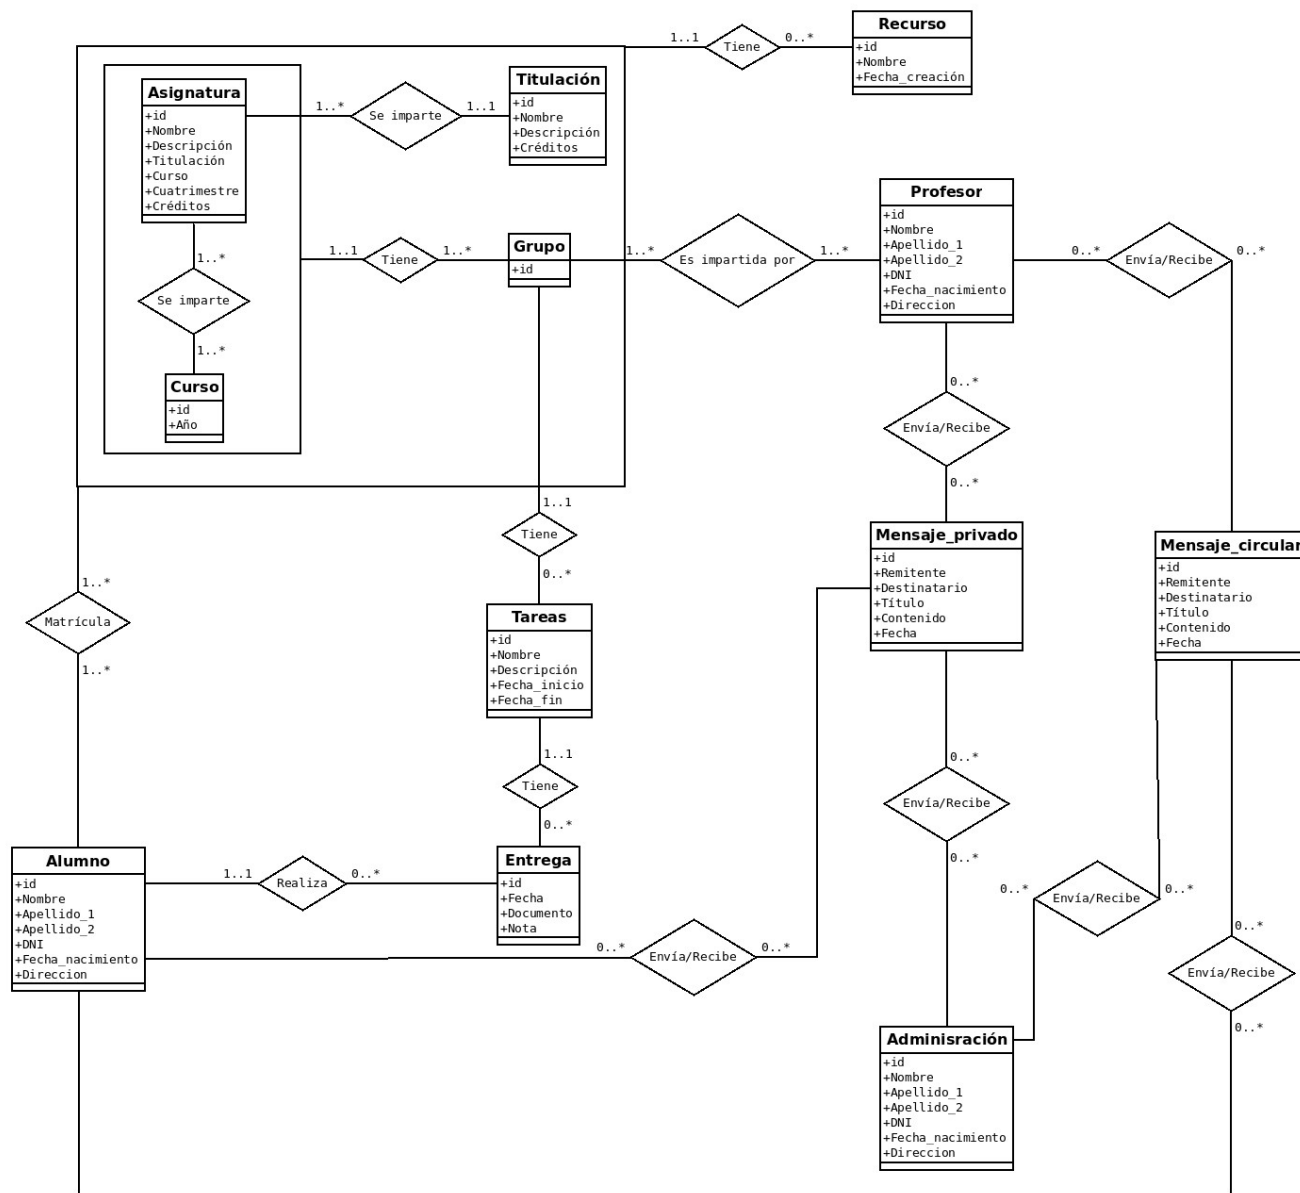 Recurso
+id
+Nombre
+Fecha_creación
1..1
Tiene
0..*
Asignatura
+id
+Nombre
+Descripción
+Titulación
+Curso
+Cuatrimestre
+Créditos
1..*
Se imparte
1..1
Titulación
+id
+Nombre
+Descripción
+Créditos
1..*
Se imparte
1..*
Curso
+id
+Año
1..1
Tiene
1..*
Grupo
+id
1..*
Es impartida por
1..*
Profesor
+id
+Nombre
+Apellido_1
+Apellido_2
+DNI
+Fecha_nacimiento
+Direccion
0..*
Envía/Recibe
0..*
0..*
Envía/Recibe
0..*
Mensaje_privado
+id
+Remitente
+Destinatario
+Título
+Contenido
+Fecha
Mensaje_circular
+id
+Remitente
+Destinatario
+Título
+Contenido
+Fecha
1..1
Tiene
0..*
Tareas
+id
+Nombre
+Descripción
+Fecha_inicio
+Fecha_fin
1..*
Matrícula
1..*
1..1
Tiene
0..*
Alumno
+id
+Nombre
+Apellido_1
+Apellido_2
+DNI
+Fecha_nacimiento
+Direccion
1..1
Realiza
0..*
Entrega
+id
+Fecha
+Documento
+Nota
0..*
Envía/Recibe
0..*
0..*
Envía/Recibe
0..*
0..*
Envía/Recibe
0..*
0..*
Envía/Recibe
0..*
Adminisración
+id
+Nombre
+Apellido_1
+Apellido_2
+DNI
+Fecha_nacimiento
+Direccion